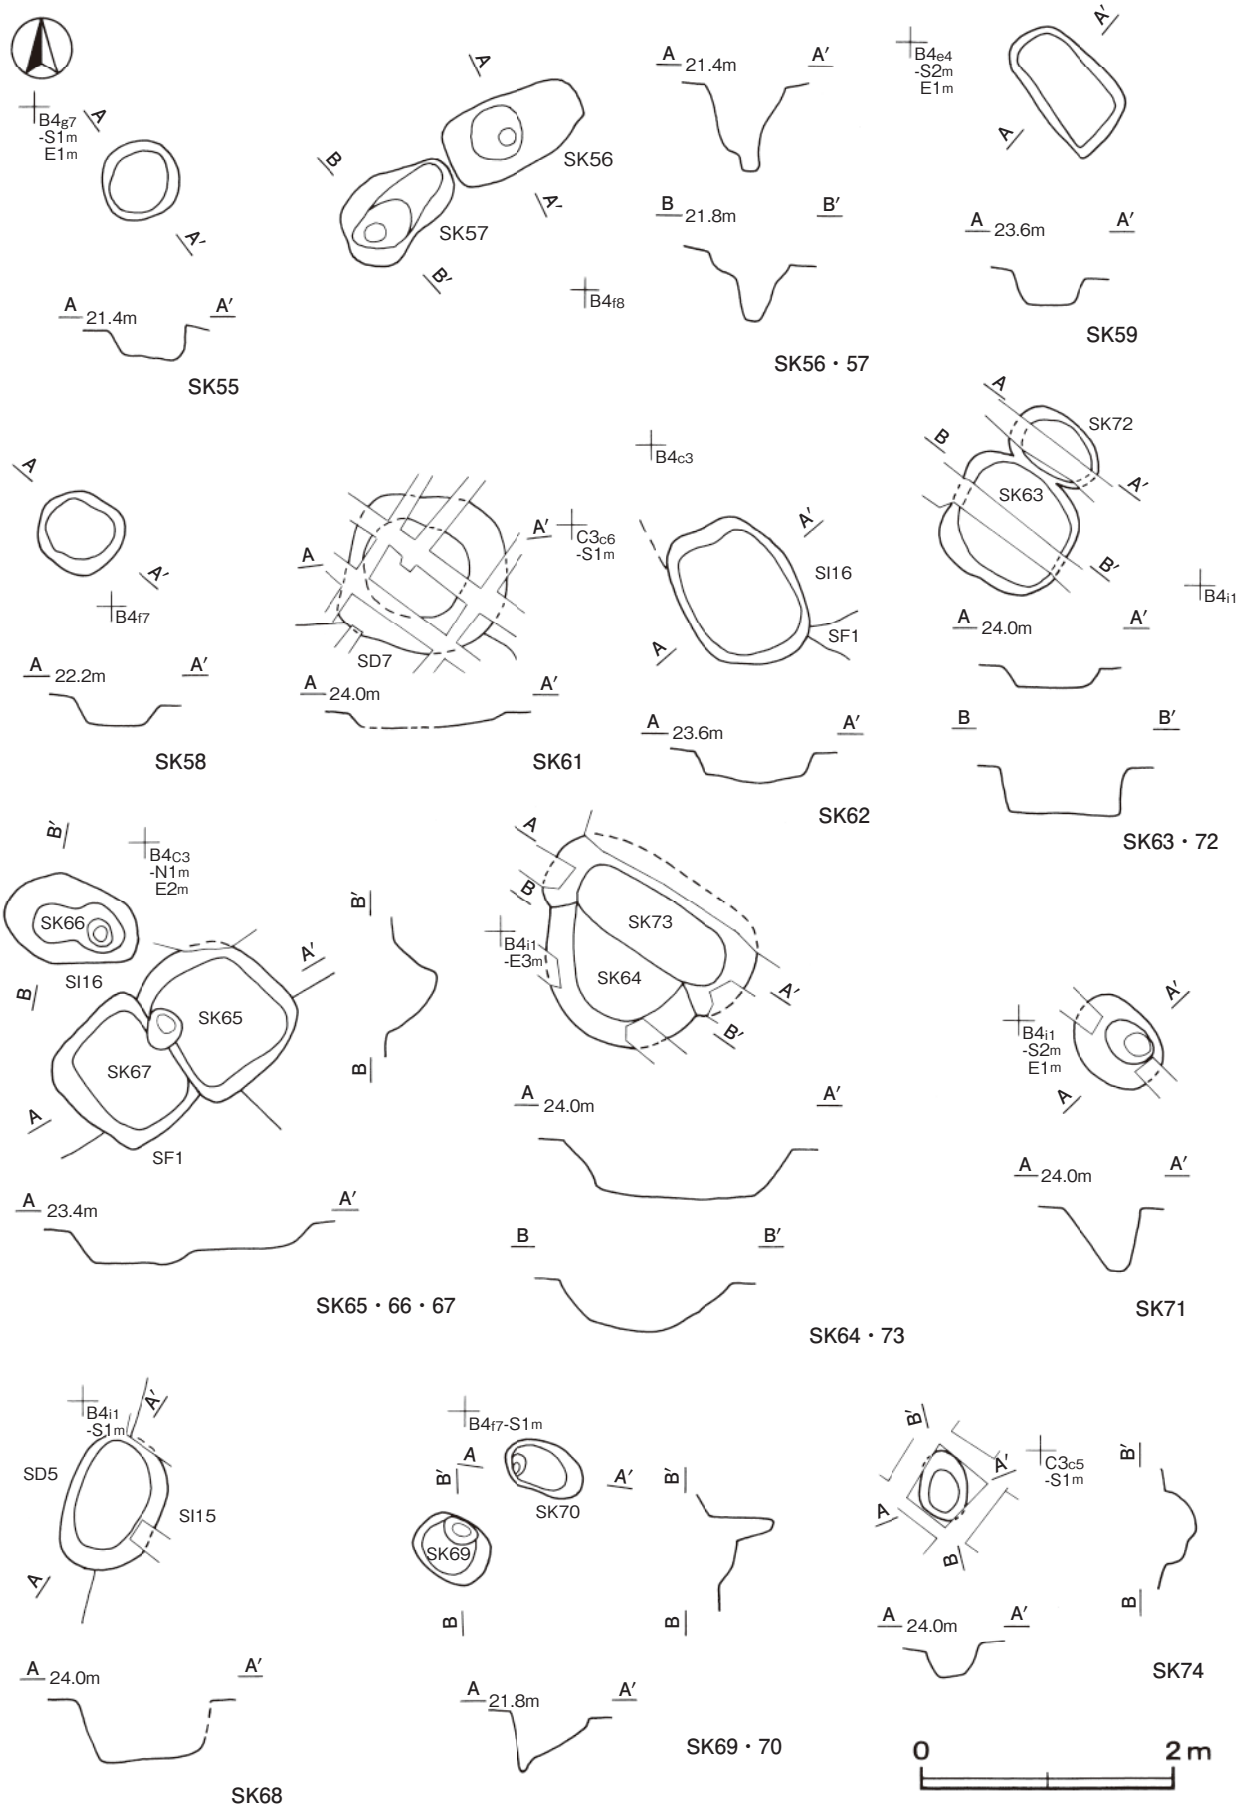 B4g7
-S1m
E1m
A
A′
A 21.4m A′
SK55
A
SK56
B
A′
SK57
B′
B4f8
A 21.4m A′
B 21.8m B′
SK56・57
B4e4
-S2m
E1m
A′
A
A 23.6m A′
SK59
A
A′
B4f7
A 22.2m A′
SK58
A
A′
C3c6
-S1m
SD7
A 24.0m A′
SK61
B4c3
A′
SI16
SF1
A
A 23.6m A′
SK62
A
SK72
B
SK63
A′
B′
B4i1
A 24.0m A′
B B′
SK63・72
B′
B4C3
-N1m
E2m
SK66
SI16
B
A′
SK65
SK67
A
SF1
B′
B
A 23.4m A′
SK65・66・67
A
B
SK73
B4i1
-E3m
SK64
A′
B′
A 24.0m A′
B B′
SK64・73
B4i1
-S2m
E1m
A′
A
A 24.0m A′
SK71
B4i1
-S1m
A′
SD5
SI15
A
A 24.0m A′
SK68
B4f7-S1m
A
B′
A′
SK70
SK69
B
B′
B
A 21.8m A′
SK69・70
B′
C3c5
-S1m
A′
A
B
B′
B
A 24.0m A′
SK74
0 2m